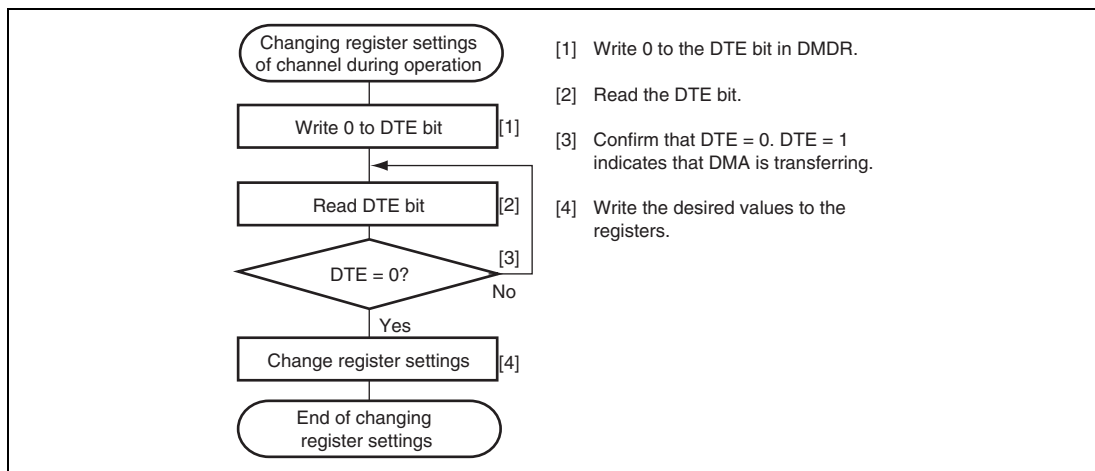 Changing register settings
of channel during operation
Write 0 to DTE bit
[1]
Read DTE bit
[2]
DTE = 0?
[3]
No
Yes
Change register settings
[4]
End of changing
register settings
[1] Write 0 to the DTE bit in DMDR.
[2] Read the DTE bit.
[3] Confirm that DTE = 0. DTE = 1
indicates that DMA is transferring.
[4] Write the desired values to the
registers.